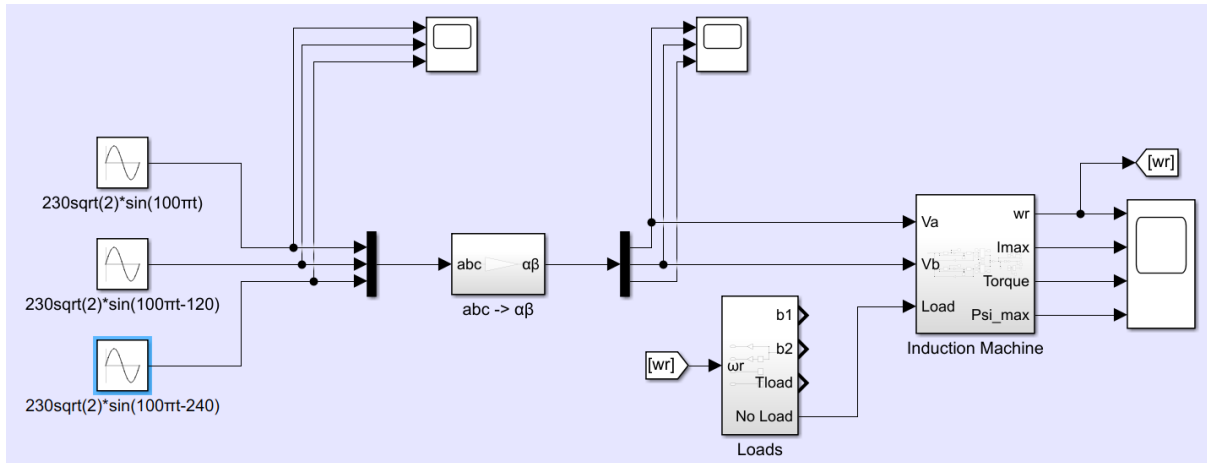 230sqrt(2)*sin(100πt)
230sqrt(2)*sin(100πt-120)
230sqrt(2)*sin(100πt-240)
abc
αβ
abc -> αβ
[wr]
ωr
b1
b2
Tload
No Load
Loads
Va
Vb
Load
wr
Imax
Torque
Psi_max
Induction Machine
[wr]